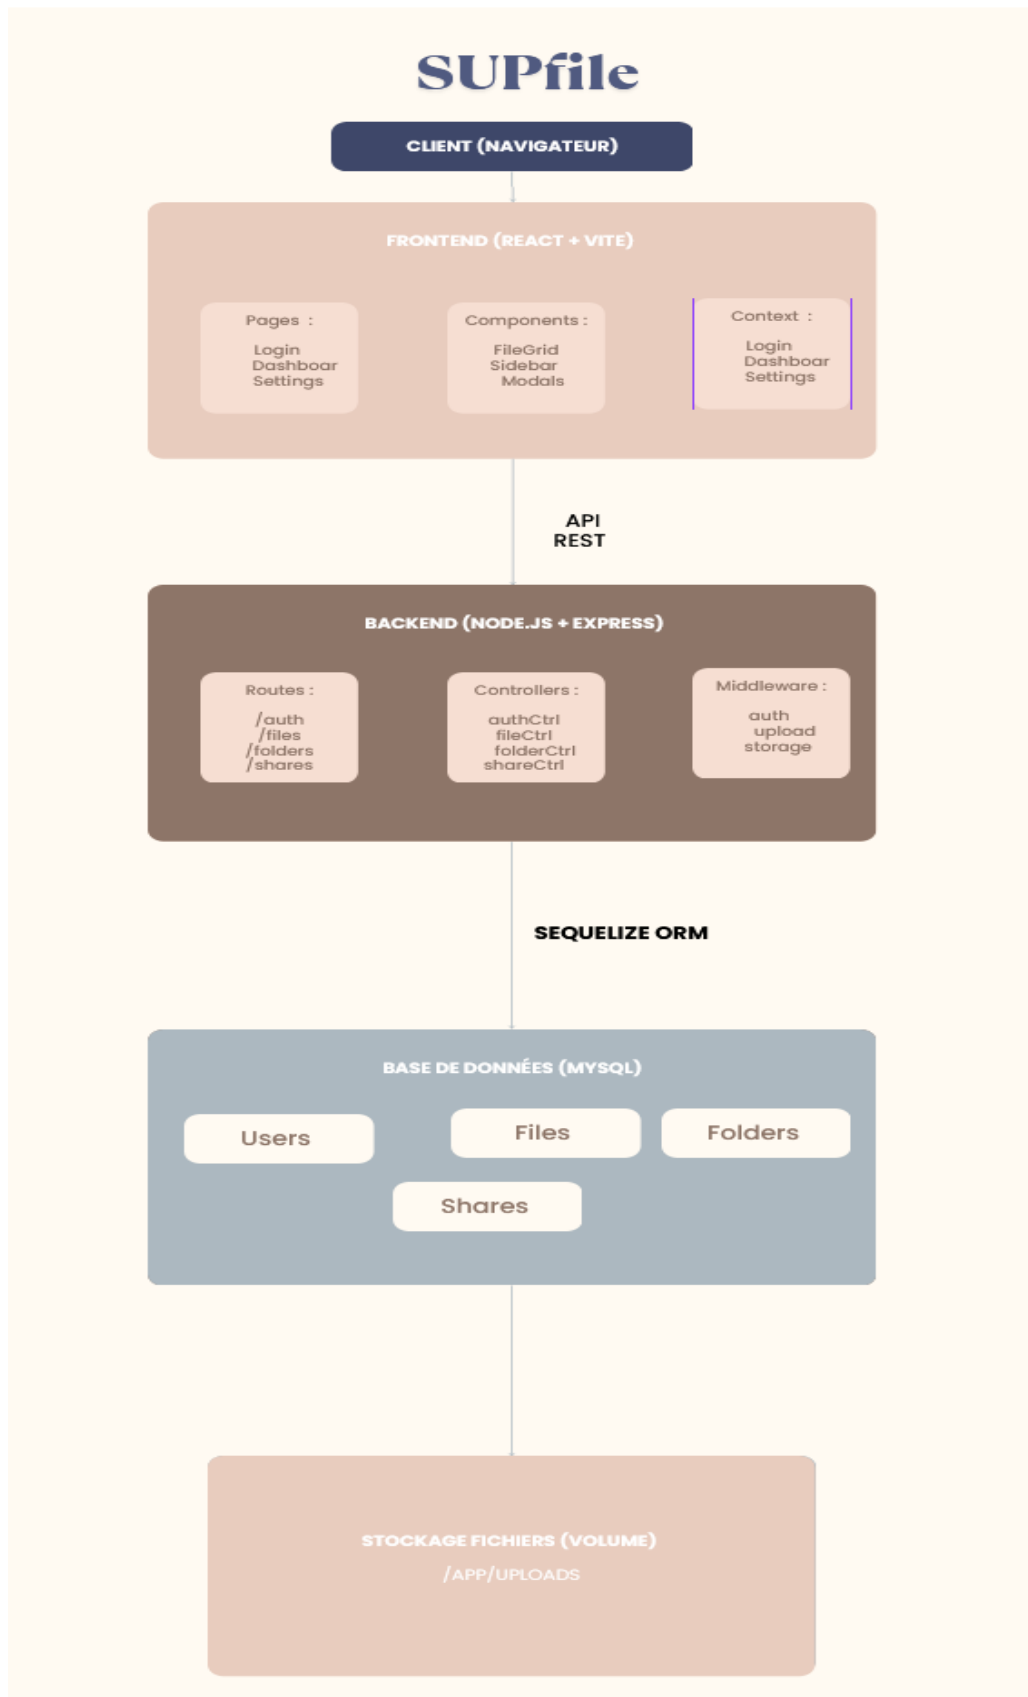 SUPfile
CLIENT (NAVIGATEUR)
FRONTEND (REACT + VITE)
Pages :
Login
Dashboar
Settings
Components :
FileGrid
Sidebar
Modals
Context :
Login
Dashboar
Settings
API
REST
BACKEND (NODE.JS + EXPRESS)
Routes :
/auth
/files
/folders
/shares
Controllers :
authCtrl
fileCtrl
folderCtrl
shareCtrl
Middleware :
auth
upload
storage
SEQUELIZE ORM
BASE DE DONNÉES (MYSQL)
Users
Files
Folders
Shares
STOCKAGE FICHIERS (VOLUME)
/APP/UPLOADS